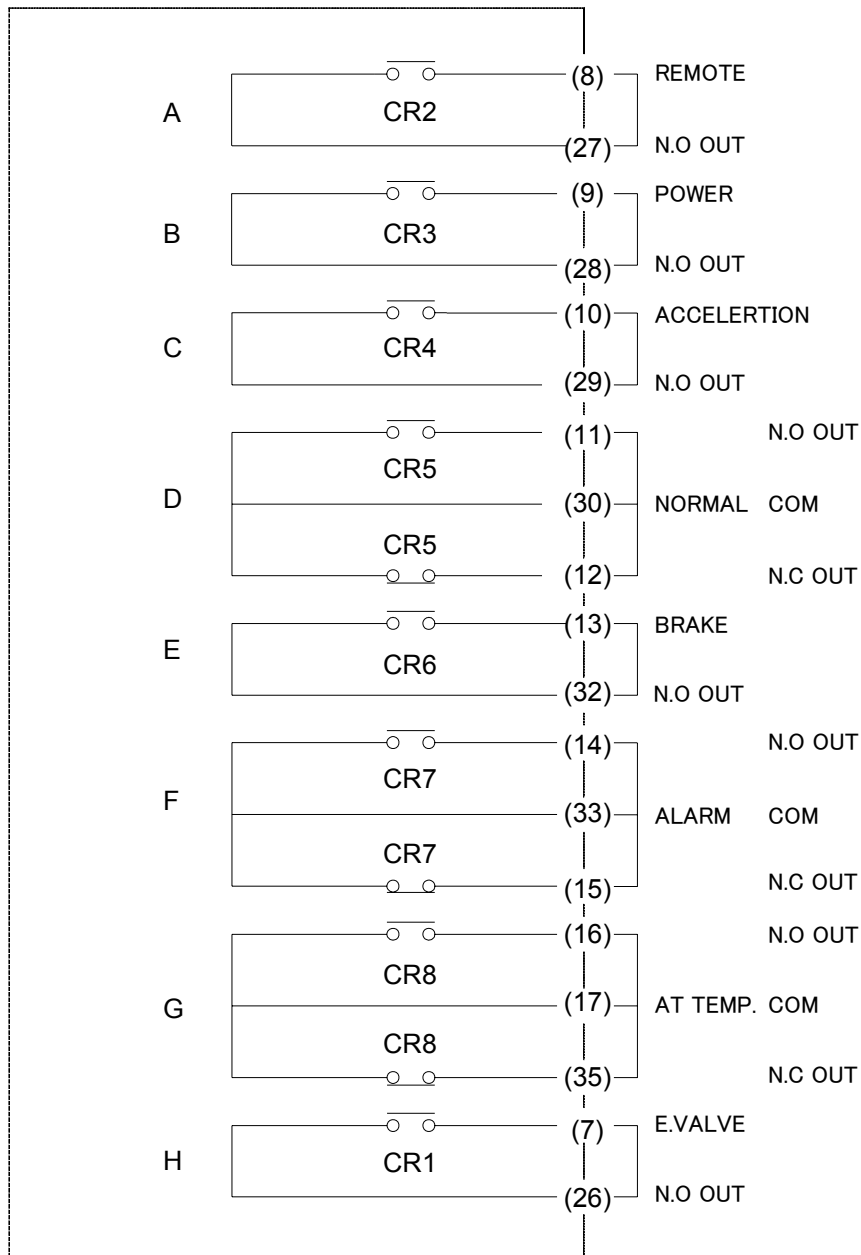 (8) REMOTE
A CR2
(27) N.O OUT
(9) POWER
B CR3
(28) N.O OUT
(10) ACCELERTION
C CR4
(29) N.O OUT
(11) N.O OUT
CR5
D (30) NORMAL COM
CR5
(12) N.C OUT
(13) BRAKE
E CR6
(32) N.O OUT
(14) N.O OUT
CR7
F (33) ALARM COM
CR7
(15) N.C OUT
(16) N.O OUT
CR8
G (17) AT TEMP. COM
CR8
(35) N.C OUT
(7) E.VALVE
H CR1
(26) N.O OUT